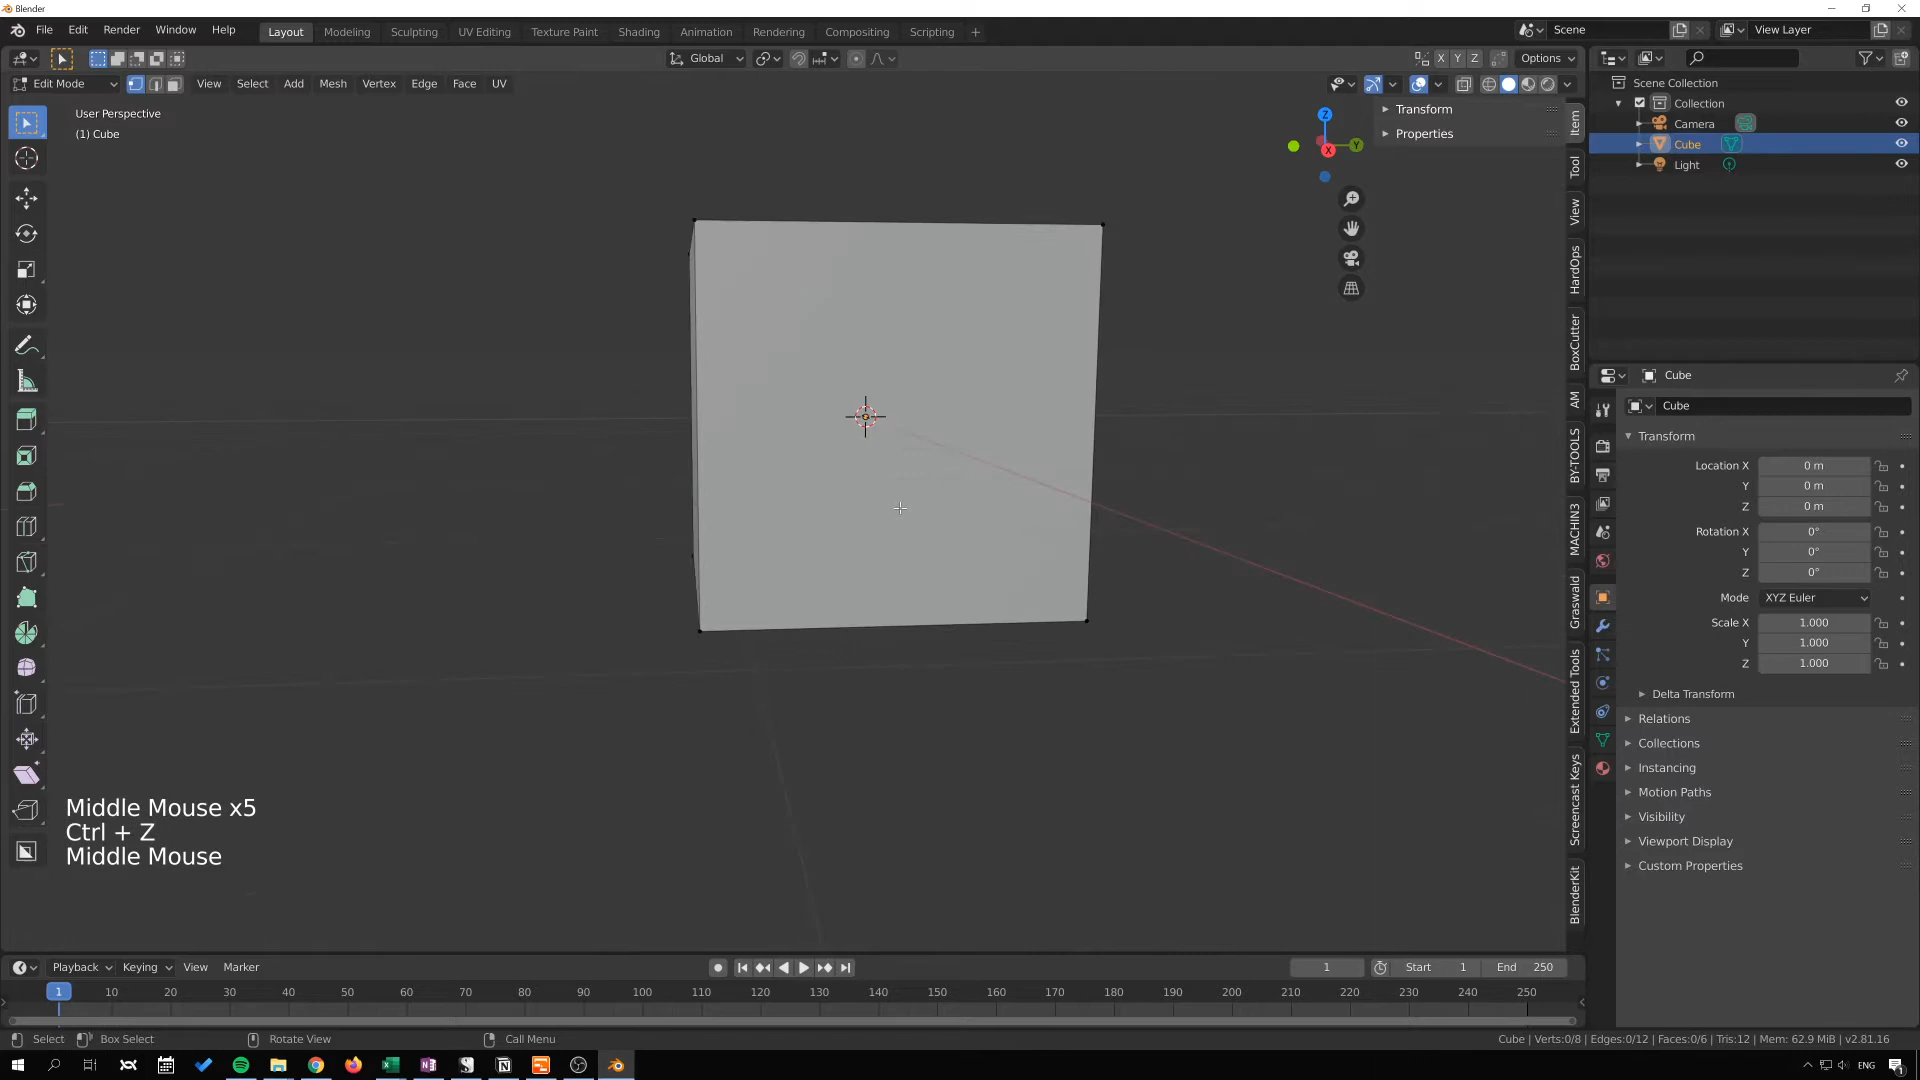 Blender
File Edit Render Window Help Layout Modeling Sculpting UV Editing Texture Paint Shading Animation Rendering Compositing Scripting + Scene View Layer
Global X Y Z Options
Edit Mode View Select Add Mesh Vertex Edge Face UV
User Perspective
(1) Cube
Z
Y
X
Transform
Properties
Item
Tool
View
HardOps
BoxCutter
AM
BY-TOOLS
MACHIN3
Graswald
Extended Tools
Screencast Keys
BlenderKit
Scene Collection
Collection
Camera
Cube
Light
Cube
Cube
Transform
Location X 0 m
Y 0 m
Z 0 m
Rotation X 0°
Y 0°
Z 0°
Mode XYZ Euler
Scale X 1.000
Y 1.000
Z 1.000
Delta Transform
Relations
Collections
Instancing
Motion Paths
Visibility
Viewport Display
Custom Properties
Middle Mouse x5
Ctrl + Z
Middle Mouse
Playback Keying View Marker 1 Start 1 End 250
1 10 20 30 40 50 60 70 80 90 100 110 120 130 140 150 160 170 180 190 200 210 220 230 240 250
Select Box Select Rotate View Call Menu Cube | Verts:0/8 | Edges:0/12 | Faces:0/6 | Tris:12 | Mem: 62.9 MiB | v2.81.16
ENG